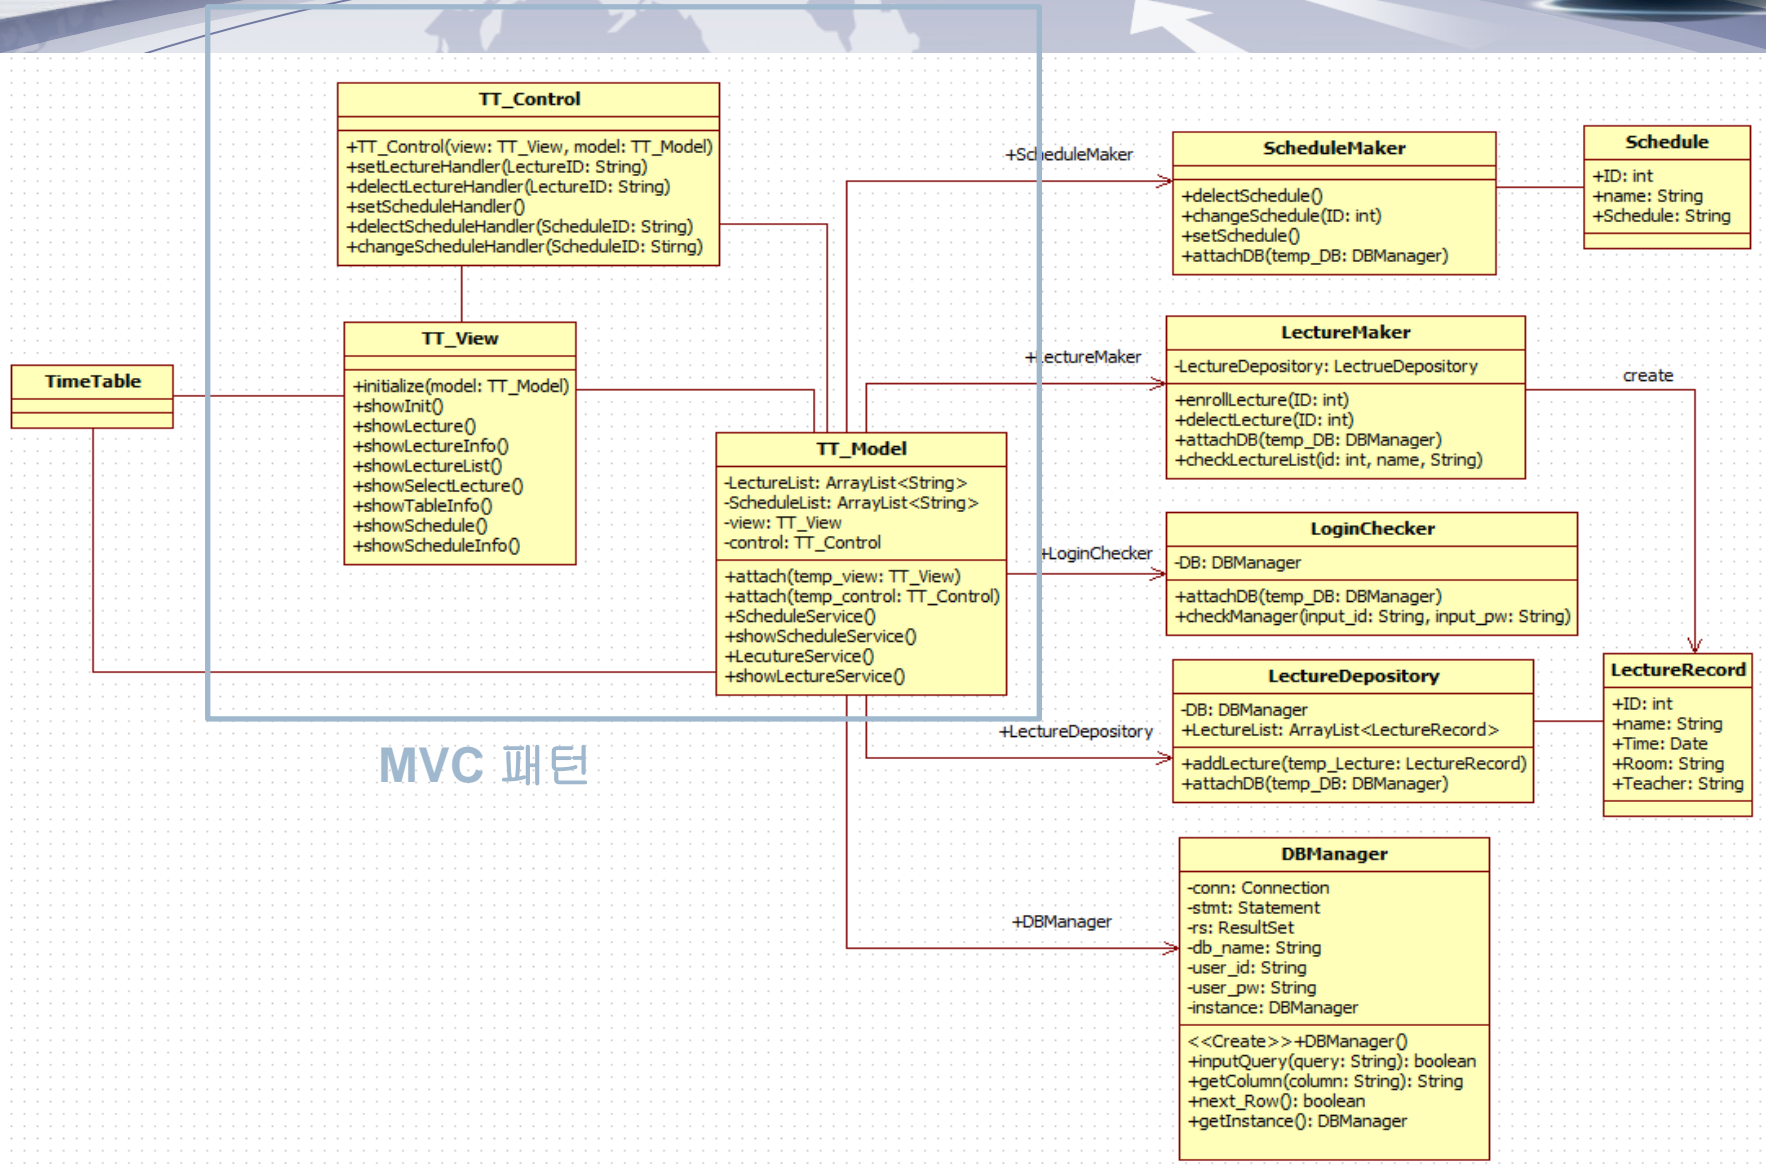 TT_Control
+TT_Control(view: TT_View, model: TT_Model)
+setLectureHandler(LectureID: String)
+delectLectureHandler(LectureID: String)
+setScheduleHandler()
+delectScheduleHandler(ScheduleID: String)
+changeScheduleHandler(ScheduleID: Stirng)
TT_View
+initialize(model: TT_Model)
+showInit()
+showLecture()
+showLectureInfo()
+showLectureList()
+showSelectLecture()
+showTableInfo()
+showSchedule()
+showScheduleInfo()
TimeTable
TT_Model
-LectureList: ArrayList<String>
-ScheduleList: ArrayList<String>
-view: TT_View
-control: TT_Control
+attach(temp_view: TT_View)
+attach(temp_control: TT_Control)
+ScheduleService()
+showScheduleService()
+LecutureService()
+showLectureService()
MVC 패턴
+ScheduleMaker
ScheduleMaker
+delectSchedule()
+changeSchedule(ID: int)
+setSchedule()
+attachDB(temp_DB: DBManager)
Schedule
+ID: int
+name: String
+Schedule: String
+LectureMaker
LectureMaker
-LectureDepository: LectrueDepository
+enrollLecture(ID: int)
+delectLecture(ID: int)
+attachDB(temp_DB: DBManager)
+checkLectureList(id: int, name, String)
create
+LoginChecker
LoginChecker
-DB: DBManager
+attachDB(temp_DB: DBManager)
+checkManager(input_id: String, input_pw: String)
+LectureDepository
LectureDepository
-DB: DBManager
+LectureList: ArrayList<LectureRecord>
+addLecture(temp_Lecture: LectureRecord)
+attachDB(temp_DB: DBManager)
LectureRecord
+ID: int
+name: String
+Time: Date
+Room: String
+Teacher: String
+DBManager
DBManager
-conn: Connection
-stmt: Statement
-rs: ResultSet
-db_name: String
-user_id: String
-user_pw: String
-instance: DBManager
<<Create>>+DBManager()
+inputQuery(query: String): boolean
+getColumn(column: String): String
+next_Row(): boolean
+getInstance(): DBManager